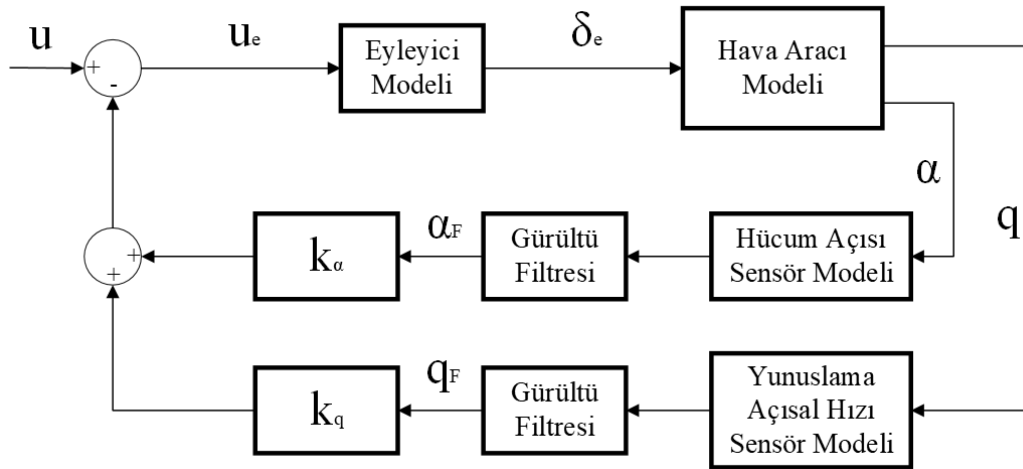 u
+
-
uₑ
Eyleyici
Modeli
δₑ
Hava Aracı
Modeli
α
q
+
+
kα
αF
Gürültü
Filtresi
Hücum Açısı
Sensör Modeli
kq
qF
Gürültü
Filtresi
Yunuslama
Açısal Hızı
Sensör Modeli